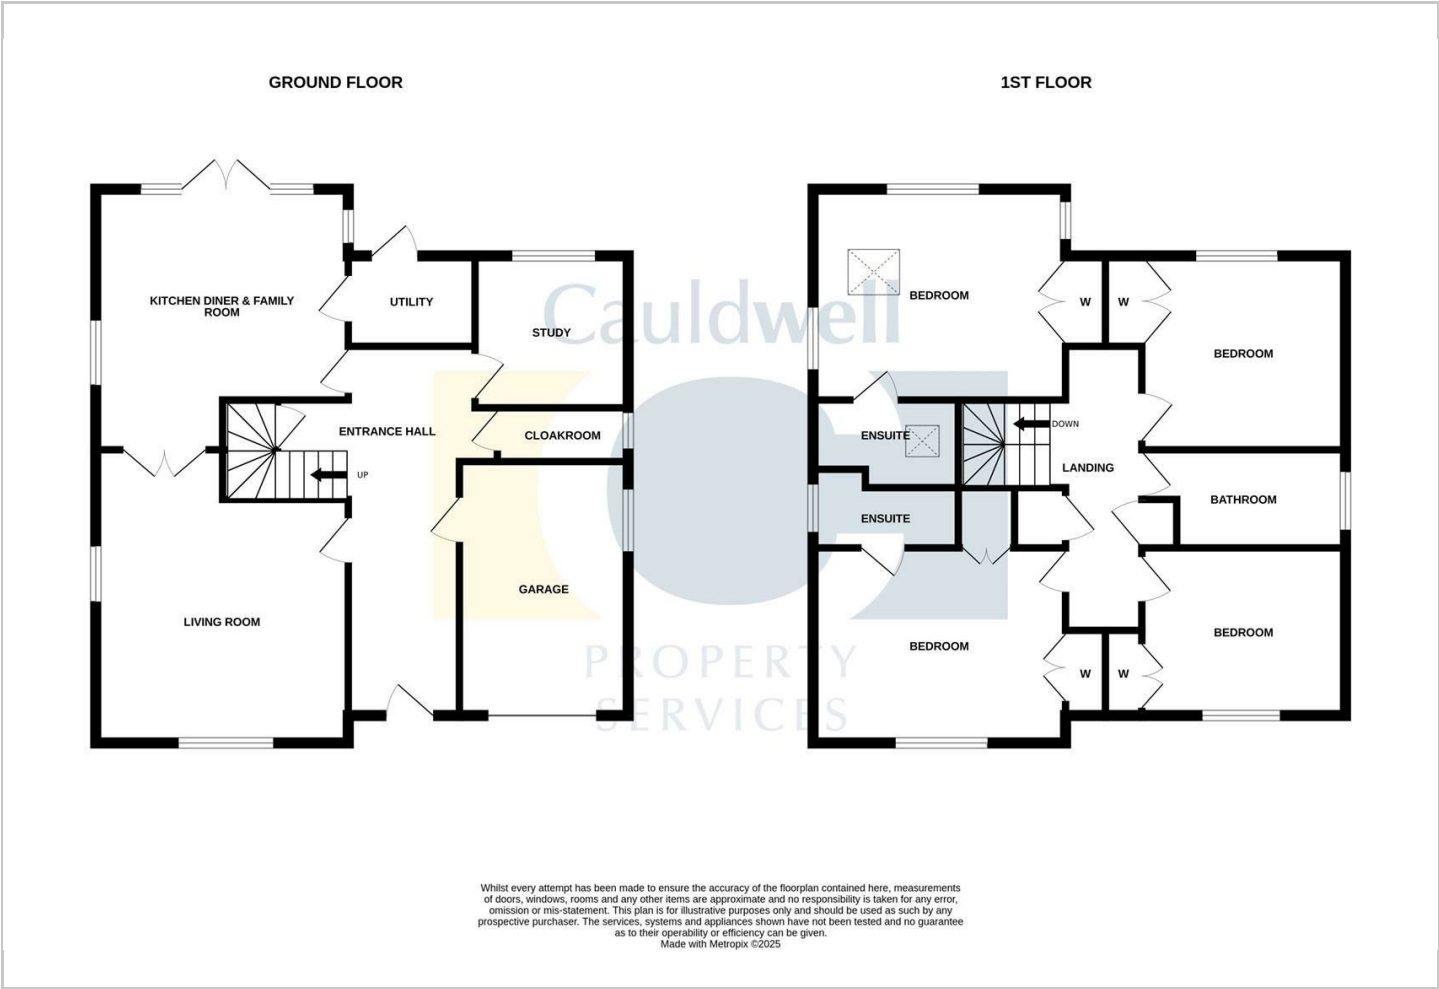 GROUND FLOOR
KITCHEN DINER & FAMILY
ROOM
UTILITY
STUDY
ENTRANCE HALL
CLOAKROOM
UP
GARAGE
LIVING ROOM
1ST FLOOR
BEDROOM
W
W
BEDROOM
ENSUITE
DOWN
LANDING
BATHROOM
ENSUITE
BEDROOM
W
W
BEDROOM
Cauldwell
PROPERTY
SERVICES
Whilst every attempt has been made to ensure the accuracy of the floorplan contained here, measurements
of doors, windows, rooms and any other items are approximate and no responsibility is taken for any error,
omission or mis-statement. This plan is for illustrative purposes only and should be used as such by any
prospective purchaser. The services, systems and appliances shown have not been tested and no guarantee
as to their operability or efficiency can be given.
Made with Metropix ©2025